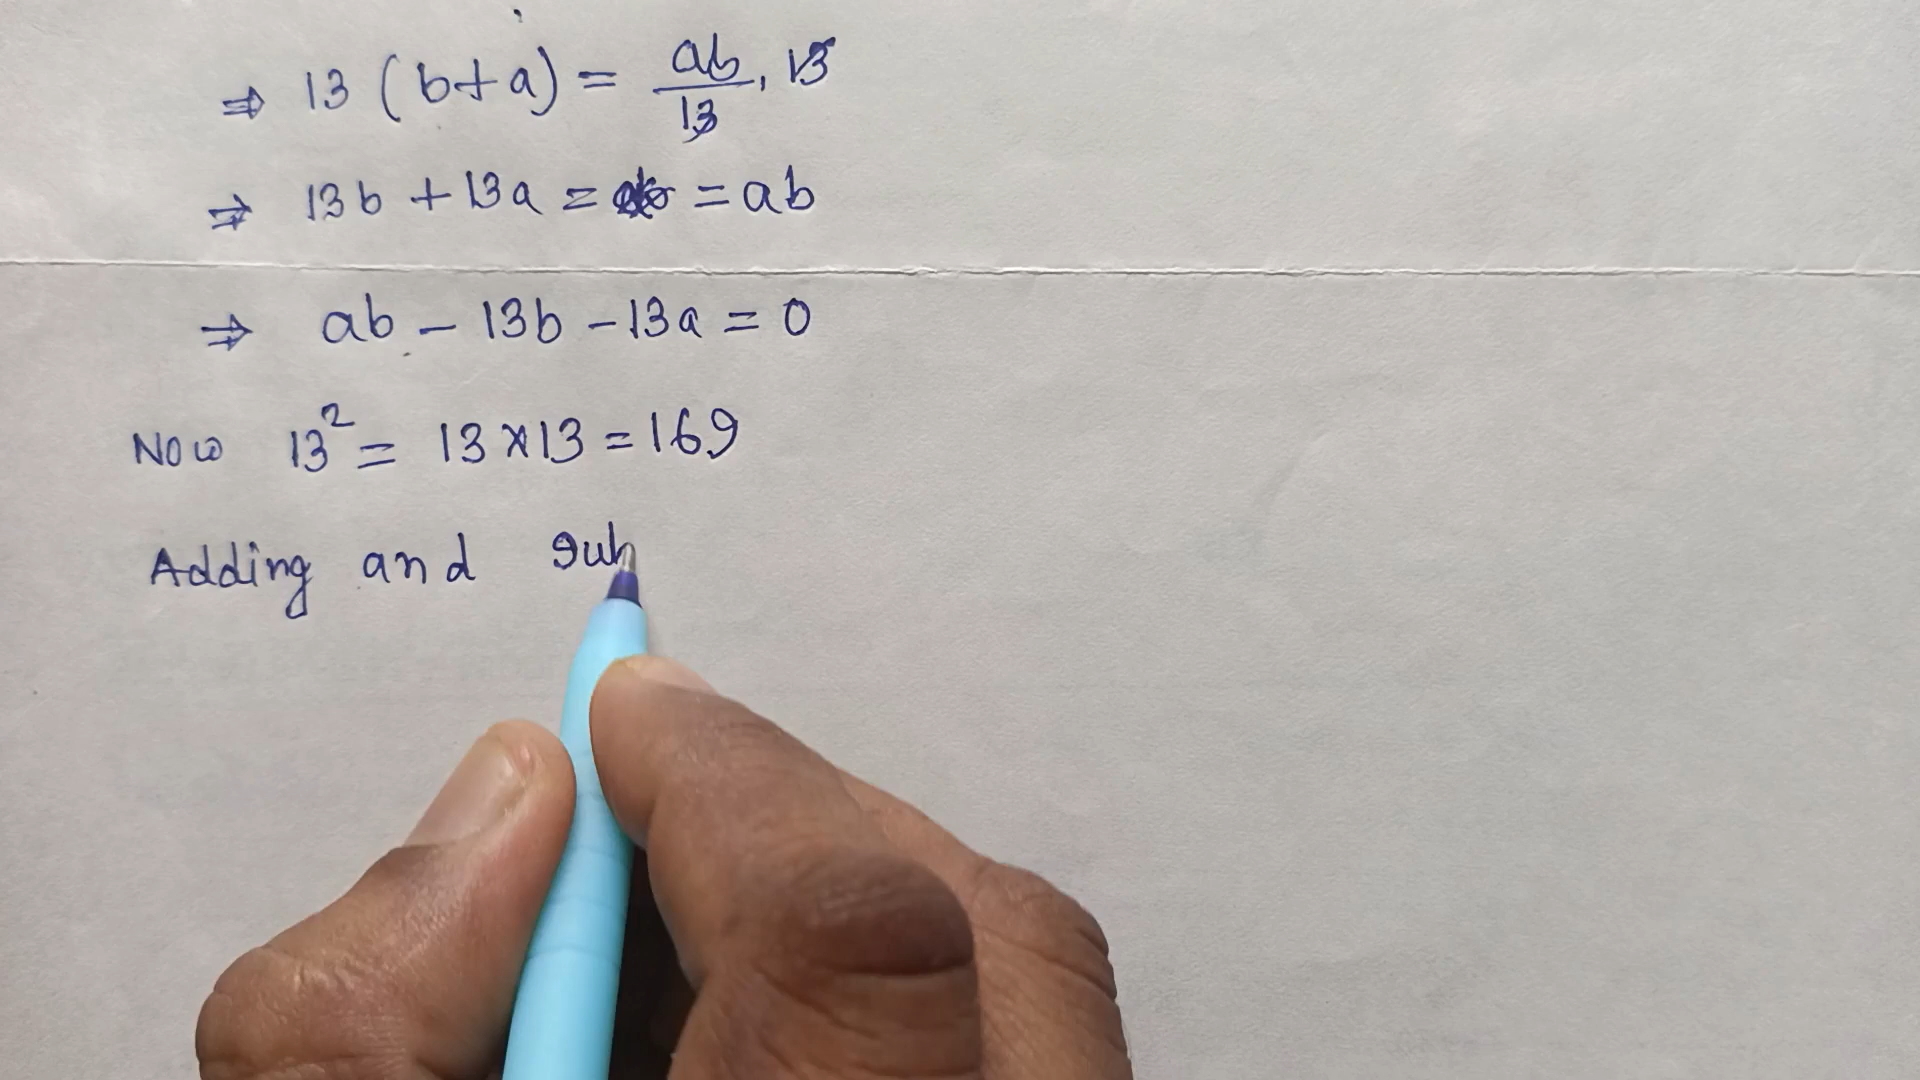 ⇒ 13 (b+a) = ab/13 . 13
⇒ 13b + 13a = = ab
⇒ ab - 13b - 13a = 0
Now 13² = 13 × 13 = 169
Adding and sub